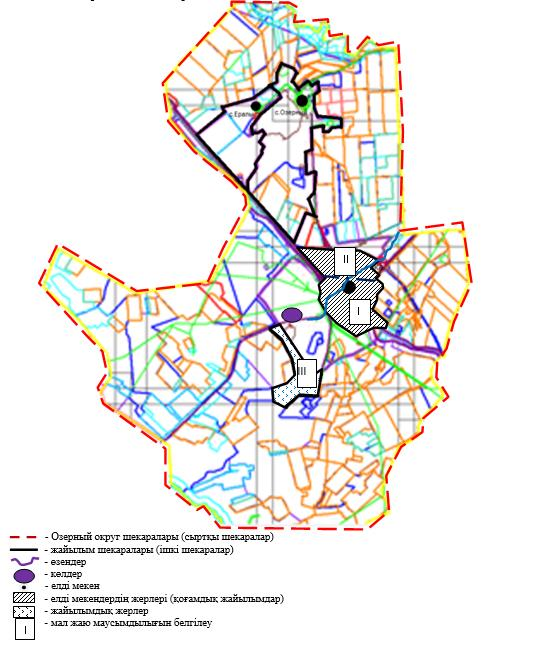 с.Ералы
с.Озерн
II
I
III
- Озерный округ шекаралары (сыртқы шекаралар)
- жайылым шекаралары (ішкі шекаралар)
- өзендер
- көлдер
- елді мекен
- елді мекендердің жерлері (қоғамдық жайылымдар)
- жайылымдық жерлер
I - мал жаю маусымдылығын белгілеу